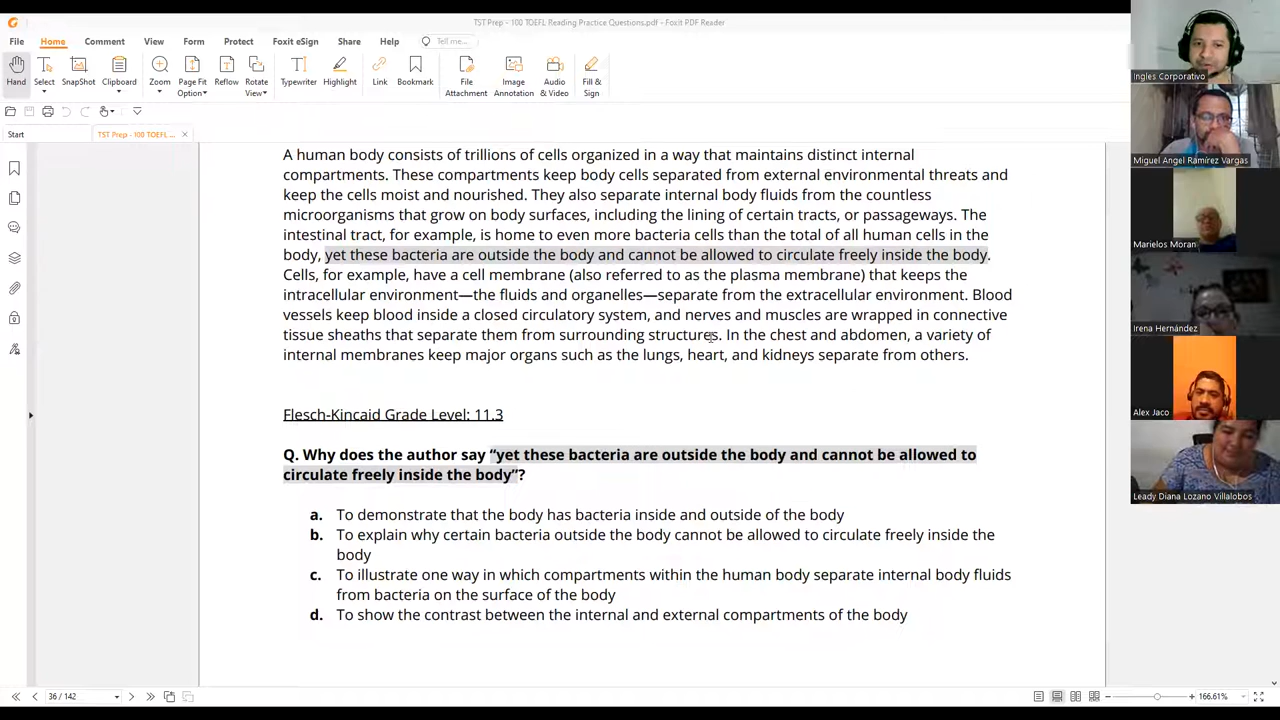 TST Prep - 100 TOEFL Reading Practice Questions.pdf - Foxit PDF Reader
File Home Comment View Form Protect Foxit eSign Share Help Tell me...
Hand Select SnapShot Clipboard Zoom Page Fit Option Reflow Rotate View Typewriter Highlight Link Bookmark File Attachment Image Annotation Audio & Video Fill & Sign
Start TST Prep - 100 TOEFL ...
A human body consists of trillions of cells organized in a way that maintains distinct internal
compartments. These compartments keep body cells separated from external environmental threats and
keep the cells moist and nourished. They also separate internal body fluids from the countless
microorganisms that grow on body surfaces, including the lining of certain tracts, or passageways. The
intestinal tract, for example, is home to even more bacteria cells than the total of all human cells in the
body, yet these bacteria are outside the body and cannot be allowed to circulate freely inside the body.
Cells, for example, have a cell membrane (also referred to as the plasma membrane) that keeps the
intracellular environment—the fluids and organelles—separate from the extracellular environment. Blood
vessels keep blood inside a closed circulatory system, and nerves and muscles are wrapped in connective
tissue sheaths that separate them from surrounding structures. In the chest and abdomen, a variety of
internal membranes keep major organs such as the lungs, heart, and kidneys separate from others.
Flesch-Kincaid Grade Level: 11.3
Q. Why does the author say “yet these bacteria are outside the body and cannot be allowed to
circulate freely inside the body”?
a. To demonstrate that the body has bacteria inside and outside of the body
b. To explain why certain bacteria outside the body cannot be allowed to circulate freely inside the
body
c. To illustrate one way in which compartments within the human body separate internal body fluids
from bacteria on the surface of the body
d. To show the contrast between the internal and external compartments of the body
36 / 142
166.61%
Ingles Corporativo
Miguel Angel Ramírez Vargas
Marielos Moran
Irena Hernández
Alex Jaco
Leady Diana Lozano Villalobos